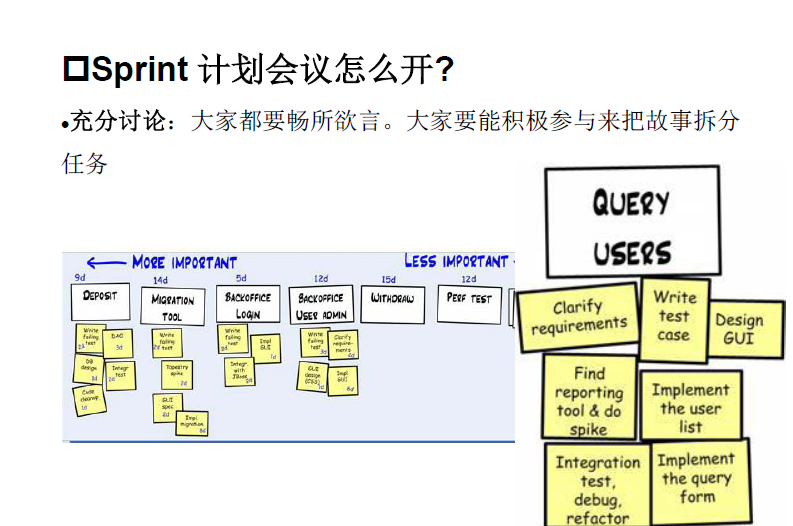 Sprint 计划会议怎么开?
•充分讨论：大家都要畅所欲言。大家要能积极参与来把故事拆分
任务
MORE IMPORTANT
LESS IMPORTANT
9d
14d
5d
12d
15d
12d
DEPOSIT
MIGRATION
TOOL
BACKOFFICE
LOGIN
BACKOFFICE
USER ADMIN
WITHDRAW
PERF TEST
Write
failing
test
2d
DAO
3d
DB
design
Integr
test
Code
cleanup
1d
Write
failing
test
Tapestry
spike
2d
GUI
spec
2d
Impl.
migration
8d
Write
failing
test
2d
Impl
GUI
1d
Integr.
with
JBoss
2d
Write
failing
test
3d
Clarify
require-
ments
GUI
design
(CSS)
1d
Impl
GUI
6d
QUERY
USERS
Clarify
requirements
Write
test
case
Design
GUI
Find
reporting
tool & do
spike
Implement
the user
list
Integration
test,
debug,
refactor
Implement
the query
form